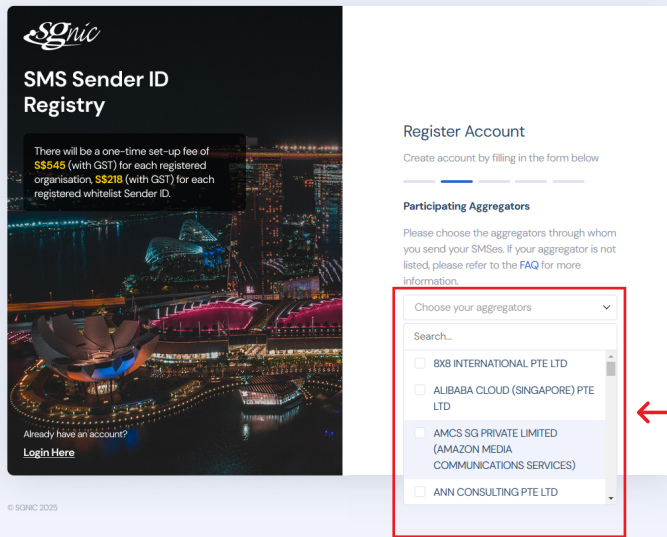 sgnic
SMS Sender ID
Registry
There will be a one-time set-up fee of
S$545 (with GST) for each registered
organisation, S$218 (with GST) for each
registered whitelist Sender ID.
Already have an account?
Login Here
© SGNIC 2025
Register Account
Create account by filling in the form below
Participating Aggregators
Please choose the aggregators through whom
you send your SMSes. If your aggregator is not
listed, please refer to the FAQ for more
information.
Choose your aggregators
Search...
8X8 INTERNATIONAL PTE LTD
ALIBABA CLOUD (SINGAPORE) PTE
LTD
AMCS SG PRIVATE LIMITED
(AMAZON MEDIA
COMMUNICATIONS SERVICES)
ANN CONSULTING PTE LTD